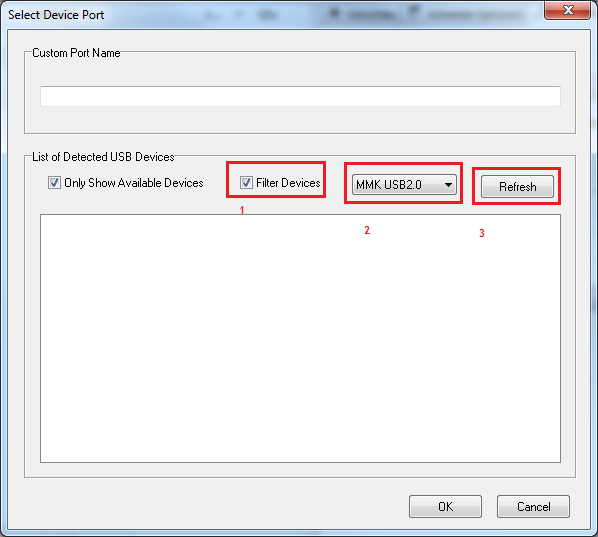 Select Device Port
Custom Port Name
List of Detected USB Devices
Only Show Available Devices Filter Devices MMK USB2.0 Refresh
1 2 3
OK Cancel